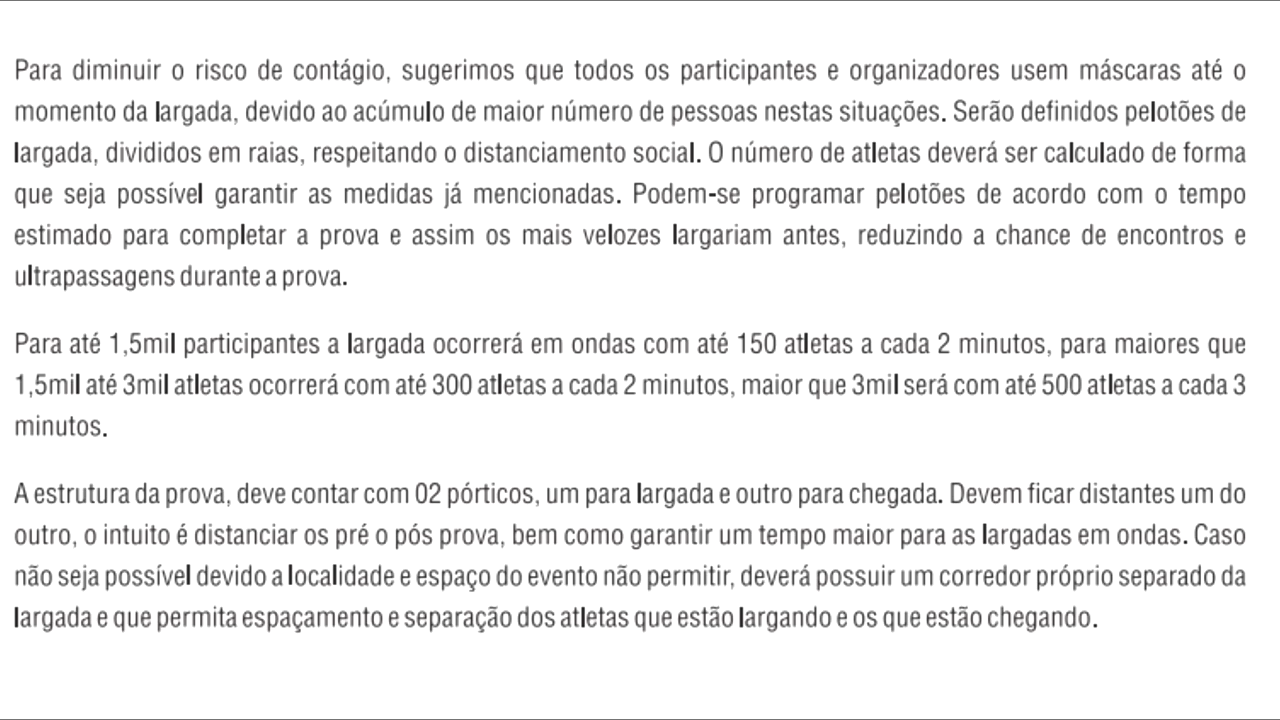 Para diminuir o risco de contágio, sugerimos que todos os participantes e organizadores usem máscaras até o
momento da largada, devido ao acúmulo de maior número de pessoas nestas situações. Serão definidos pelotões de
largada, divididos em raias, respeitando o distanciamento social. O número de atletas deverá ser calculado de forma
que seja possível garantir as medidas já mencionadas. Podem-se programar pelotões de acordo com o tempo
estimado para completar a prova e assim os mais velozes largariam antes, reduzindo a chance de encontros e
ultrapassagens durante a prova.
Para até 1,5mil participantes a largada ocorrerá em ondas com até 150 atletas a cada 2 minutos, para maiores que
1,5mil até 3mil atletas ocorrerá com até 300 atletas a cada 2 minutos, maior que 3mil será com até 500 atletas a cada 3
minutos.
A estrutura da prova, deve contar com 02 pórticos, um para largada e outro para chegada. Devem ficar distantes um do
outro, o intuito é distanciar os pré o pós prova, bem como garantir um tempo maior para as largadas em ondas. Caso
não seja possível devido a localidade e espaço do evento não permitir, deverá possuir um corredor próprio separado da
largada e que permita espaçamento e separação dos atletas que estão largando e os que estão chegando.